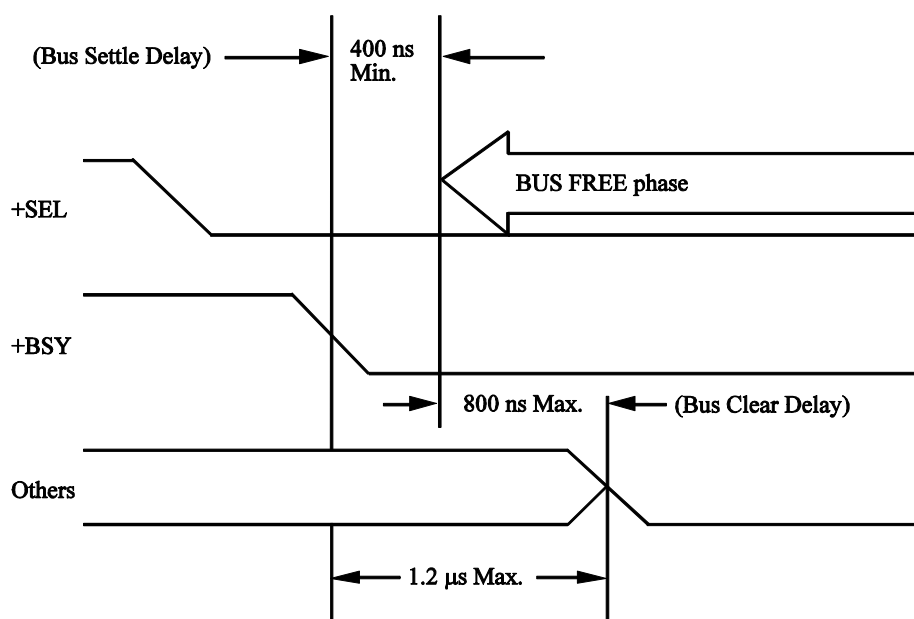 (Bus Settle Delay)
400 ns
Min.
BUS FREE phase
+SEL
+BSY
800 ns Max.
(Bus Clear Delay)
Others
1.2 μs Max.